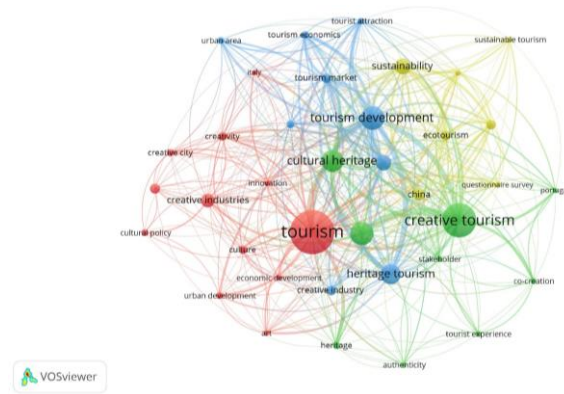 tourist attraction
tourism economics
urban area
sustainable tourism
sustainability
italy
tourism market
tourism development
creativity
ecotourism
creative city
cultural heritage
innovation
questionnaire survey
portug
china
creative industries
creative tourism
cultural policy
tourism
culture
stakeholder
heritage tourism
economic development
co-creation
creative industry
urban development
art
tourist experience
heritage
authenticity
VOSviewer